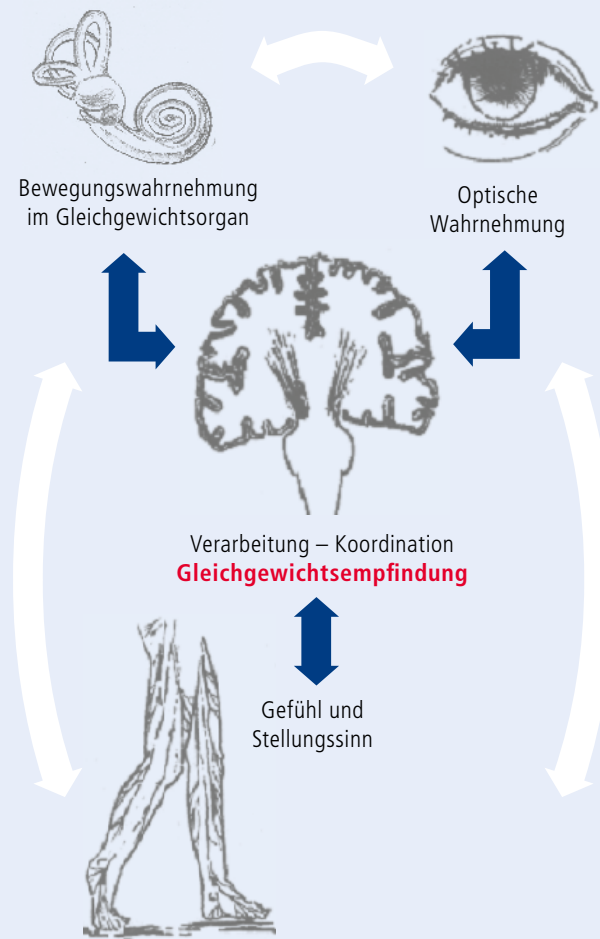 Bewegungswahrnehmung
im Gleichgewichtsorgan
Optische
Wahrnehmung
Verarbeitung – Koordination
Gleichgewichtsempfindung
Gefühl und
Stellungssinn